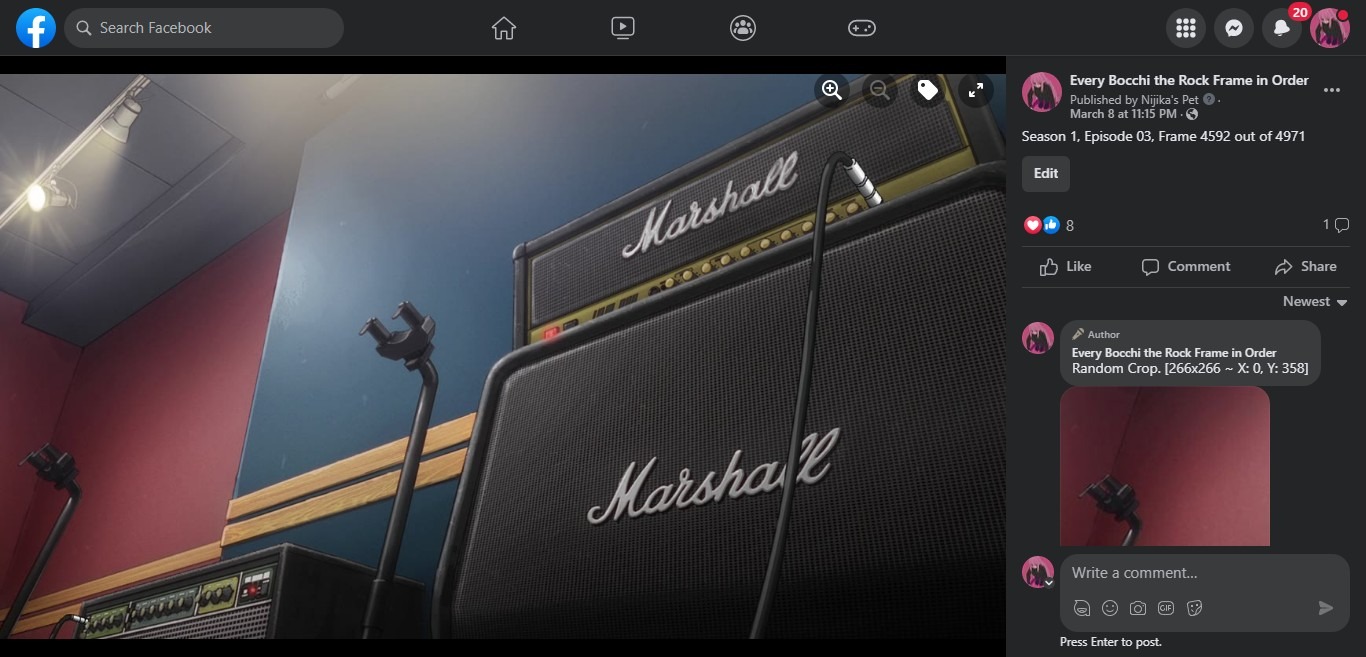 Search Facebook
20
Marshall
Marshall
Every Bocchi the Rock Frame in Order
Published by Nijika's Pet ·
March 8 at 11:15 PM ·
Season 1, Episode 03, Frame 4592 out of 4971
Edit
8
1
Like
Comment
Share
Newest
Author
Every Bocchi the Rock Frame in Order
Random Crop. [266x266 ~ X: 0, Y: 358]
Write a comment...
GIF
Press Enter to post.